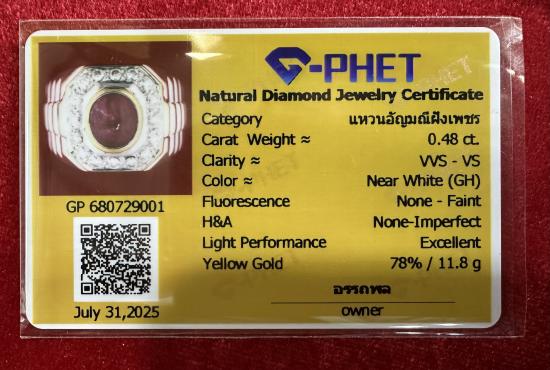 G-PHET
Natural Diamond Jewelry Certificate
Category แหวนอัญมณีฝังเพชร
Carat Weight ≈ 0.48 ct.
Clarity ≈ VVS - VS
Color ≈ Near White (GH)
Fluorescence None - Faint
H&A None-Imperfect
Light Performance Excellent
Yellow Gold 78% / 11.8 g
GP 680729001
July 31,2025
อรรถพล
owner